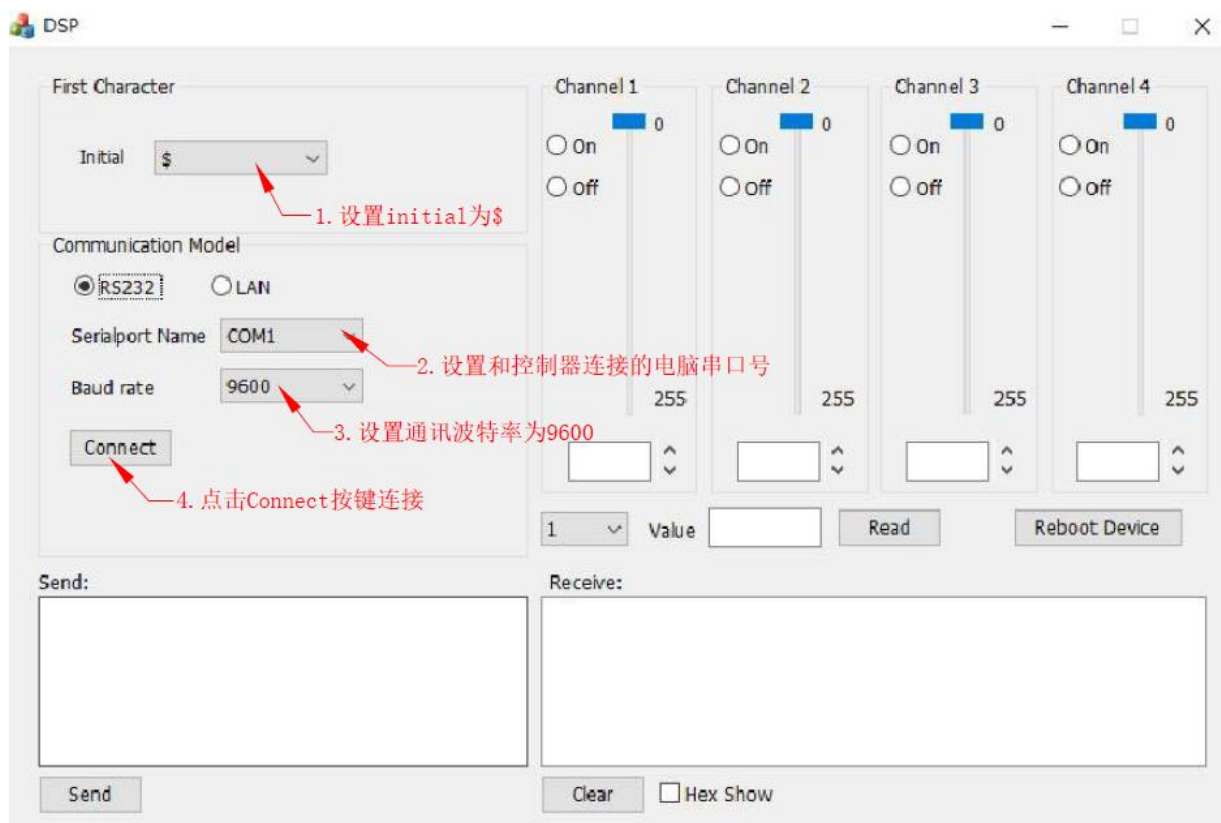 DSP
First Character
Initial
$
1. 设置initial为$
Communication Model
RS232
LAN
Serialport Name
COM1
2. 设置和控制器连接的电脑串口号
Baud rate
9600
3. 设置通讯波特率为9600
Connect
4. 点击Connect按键连接
Channel 1
0
On
Off
255
Channel 2
0
On
Off
255
Channel 3
0
On
Off
255
Channel 4
0
On
Off
255
1
Value
Read
Reboot Device
Send:
Receive:
Send
Clear
Hex Show